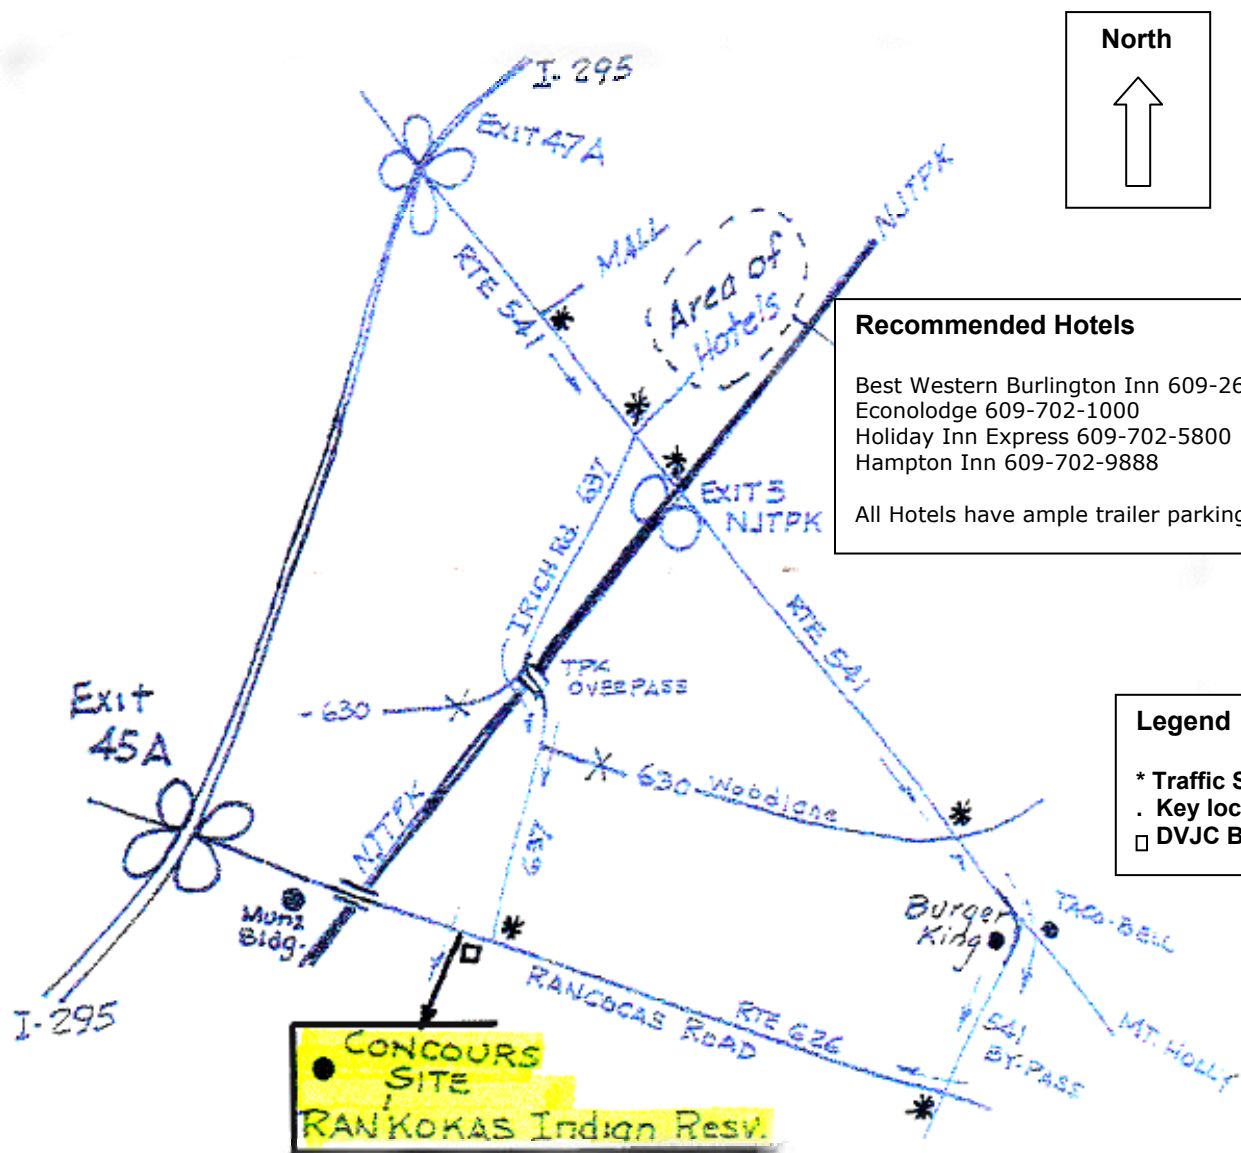 North
I-295
EXIT 47A
NJTPK
MALL
RTE 541
Area of
Hotels
Recommended Hotels
Best Western Burlington Inn 609-26
Econolodge 609-702-1000
Holiday Inn Express 609-702-5800
Hampton Inn 609-702-9888
All Hotels have ample trailer parking
*
*
*
637
EXIT 5
NJTPK
IRICH Rd.
RTE 541
TPK
OVERPASS
-630
Exit
45A
630 Woodlane
*
Legend
* Traffic S
. Key loc
□ DVJC B
NJTPK
637
Muni
Bldg.
*
Burger
King
TACO-BELL
RANCOCAS ROAD
RTE 626
541
BY-PASS
MT. HOLLY
*
I-295
CONCOURS
SITE
RANKOKAS Indian Resv.